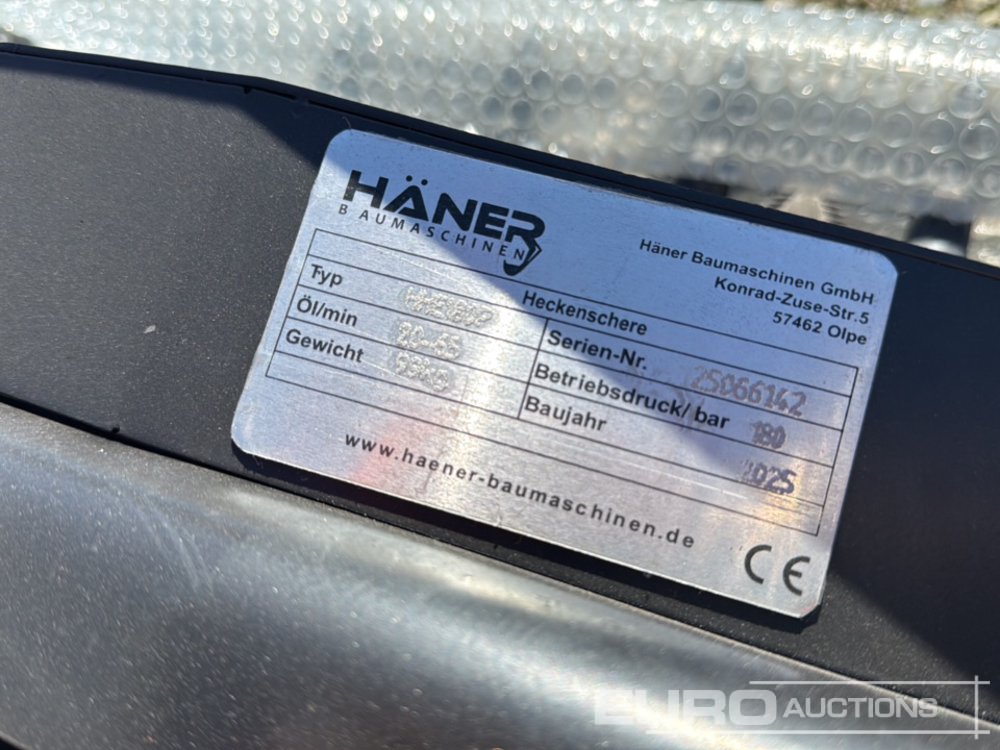 HÄNER
BAUMASCHINEN
Häner Baumaschinen GmbH
Konrad-Zuse-Str.5
57462 Olpe
Heckenschere
Typ
Serien-Nr. 25066142
Öl/min 20-65
Betriebsdruck/ bar 180
Gewicht 99kg
Baujahr 2025
www.haener-baumaschinen.de
CE
EURO AUCTIONS